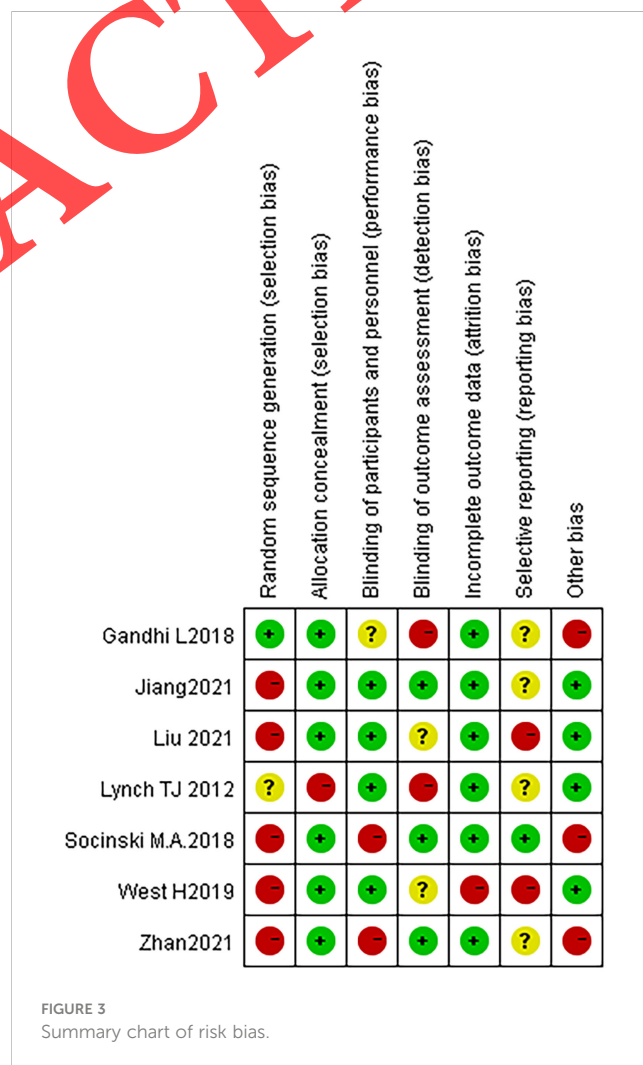 ACT
Random sequence generation (selection bias)
Allocation concealment (selection bias)
Blinding of participants and personnel (performance bias)
Blinding of outcome assessment (detection bias)
Incomplete outcome data (attrition bias)
Selective reporting (reporting bias)
Other bias
Gandhi L2018 + + ? - + ? -
Jiang2021 - + + + + ? +
Liu 2021 - + + ? + - +
Lynch TJ 2012 ? - + - + ? +
Socinski M.A.2018 - + - + + + -
West H2019 - + + ? - - +
Zhan2021 - + - + + ? -
FIGURE 3
Summary chart of risk bias.